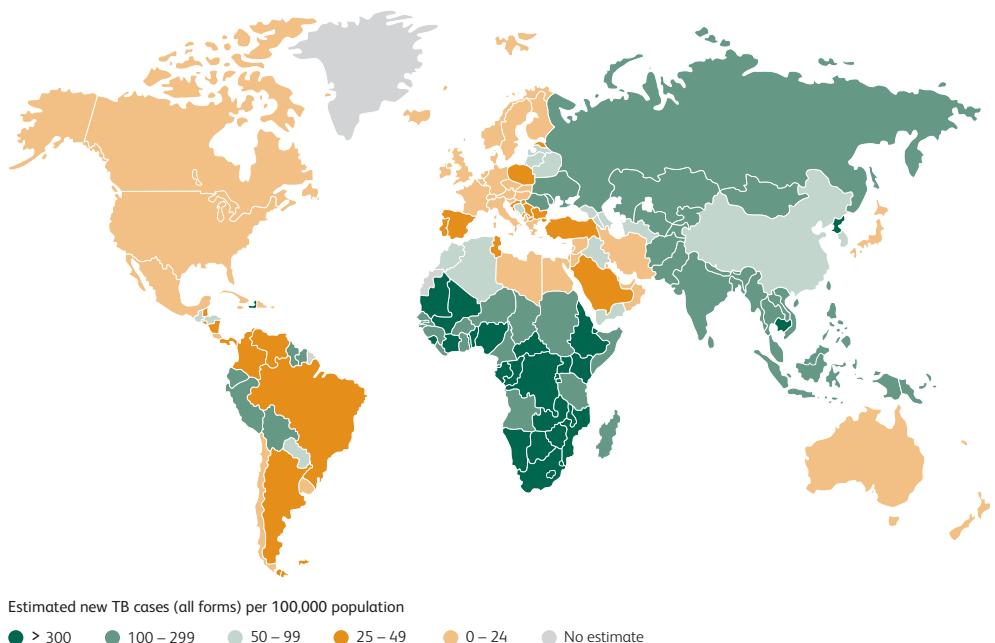 Estimated new TB cases (all forms) per 100,000 population
> 300 100 – 299 50 – 99 25 – 49 0 – 24 No estimate